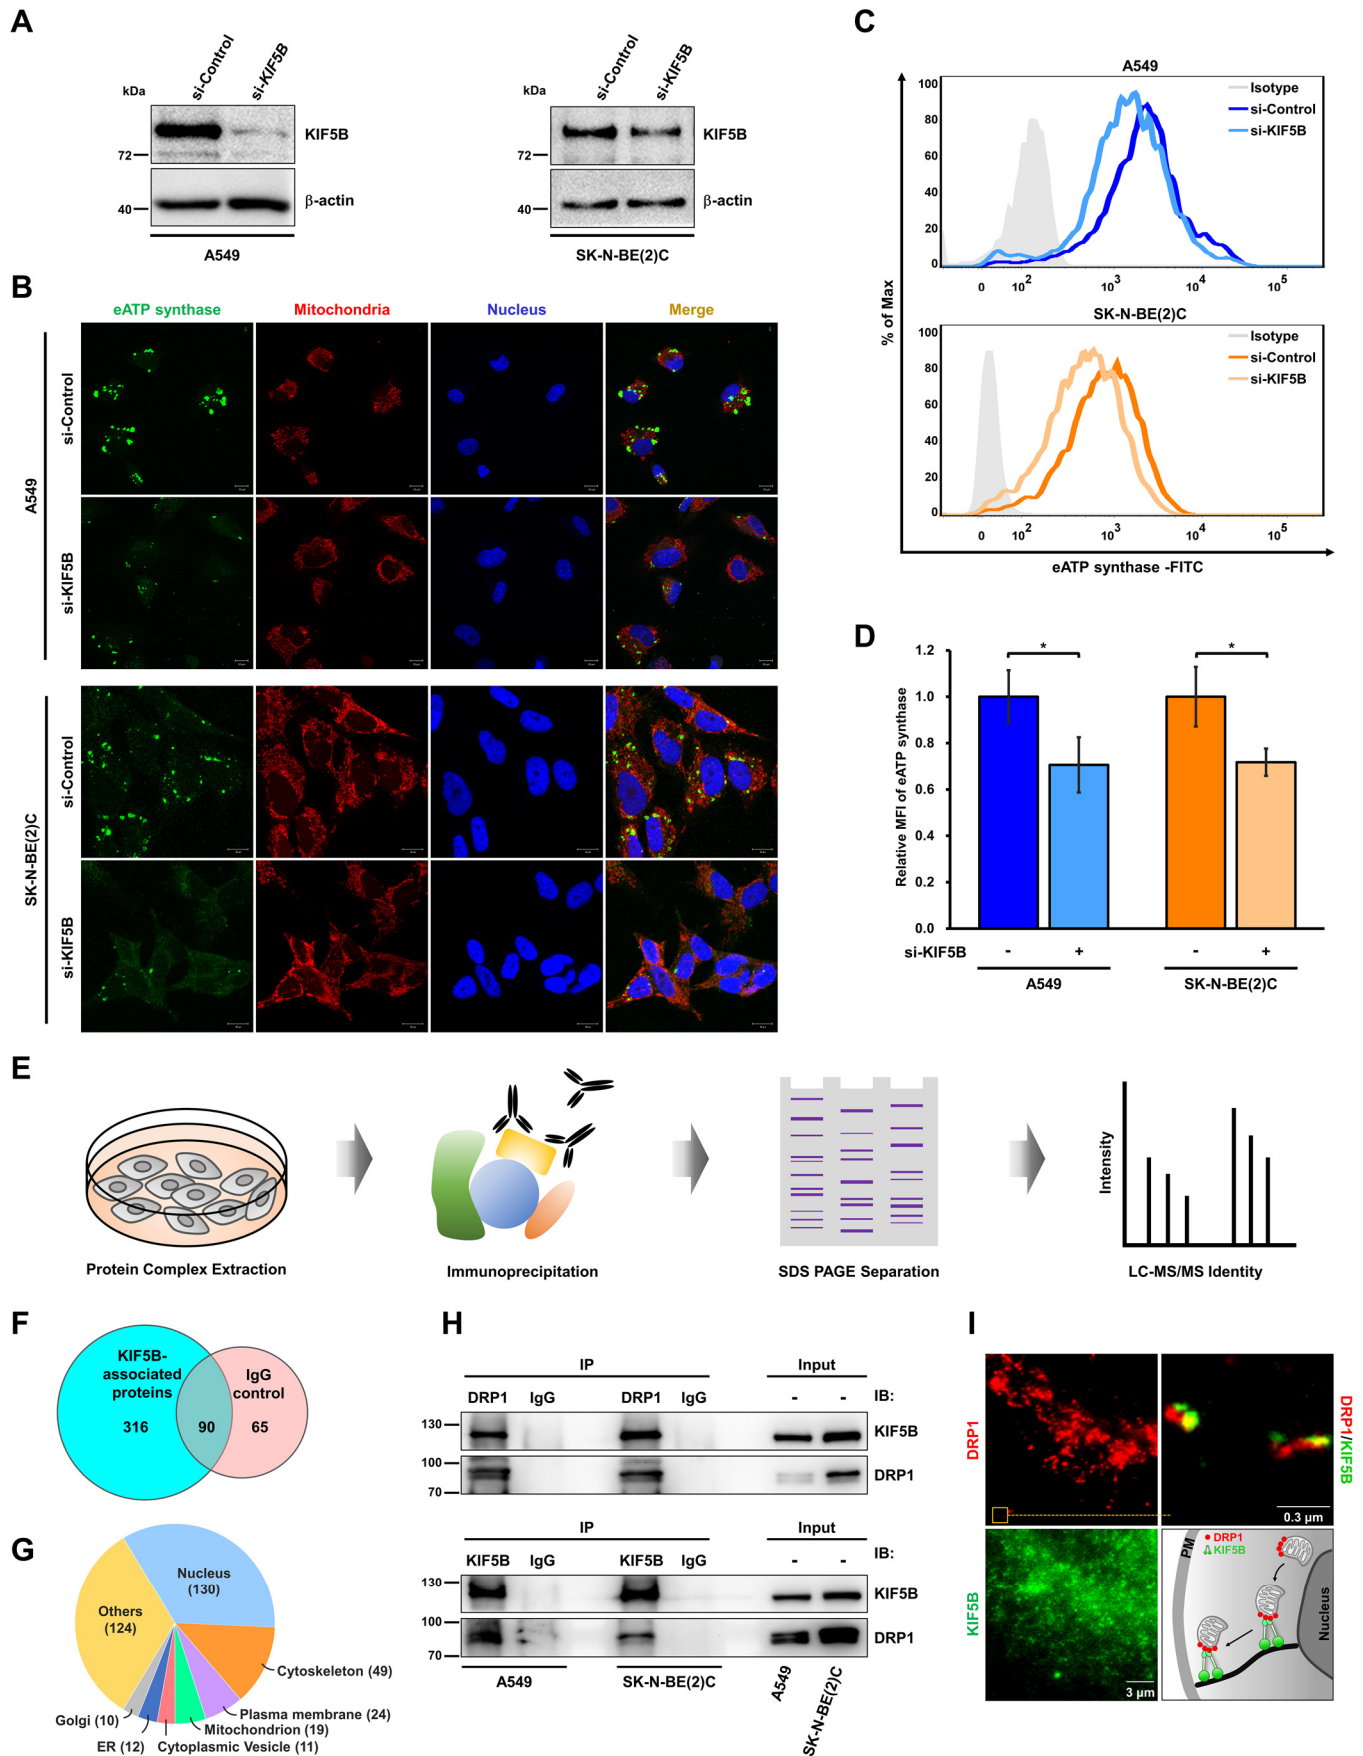 A
kDa
si-Control
si-KIF5B
KIF5B
72
40
β-actin
A549
kDa
si-Control
si-KIF5B
KIF5B
72
40
β-actin
SK-N-BE(2)C
B
eATP synthase
Mitochondria
Nucleus
Merge
A549
si-Control
si-KIF5B
SK-N-BE(2)C
si-Control
si-KIF5B
C
A549
% of Max
100
80
60
40
20
0
Isotype
si-Control
si-KIF5B
0 10² 10³ 10⁴ 10⁵
SK-N-BE(2)C
100
80
60
40
20
0
Isotype
si-Control
si-KIF5B
0 10² 10³ 10⁴ 10⁵
eATP synthase -FITC
D
Relative MFI of eATP synthase
1.2
1.0
0.8
0.6
0.4
0.2
0.0
* *
si-KIF5B - + - +
A549 SK-N-BE(2)C
E
Protein Complex Extraction
Immunoprecipitation
SDS PAGE Separation
Intensity
LC-MS/MS Identity
F
KIF5B-
associated
proteins
316
90
IgG
control
65
G
Nucleus
(130)
Others
(124)
Cytoskeleton (49)
Plasma membrane (24)
Mitochondrion (19)
Cytoplasmic Vesicle (11)
ER (12)
Golgi (10)
H
IP Input
DRP1 IgG DRP1 IgG - - IB:
130
KIF5B
100
70
DRP1
IP Input
KIF5B IgG KIF5B IgG - - IB:
130
KIF5B
100
70
DRP1
A549 SK-N-BE(2)C A549 SK-N-BE(2)C
I
DRP1
DRP1/KIF5B
0.3 µm
KIF5B
3 µm
PM
DRP1
KIF5B
Nucleus